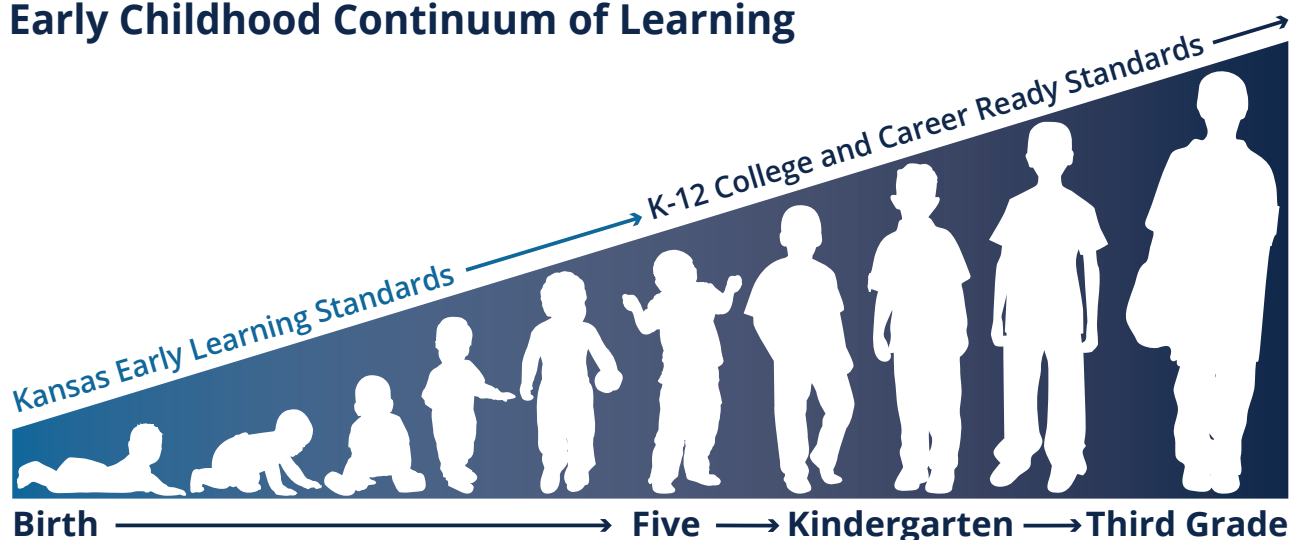 Early Childhood Continuum of Learning
Kansas Early Learning Standards
K-12 College and Career Ready Standards
Birth Five Kindergarten Third Grade